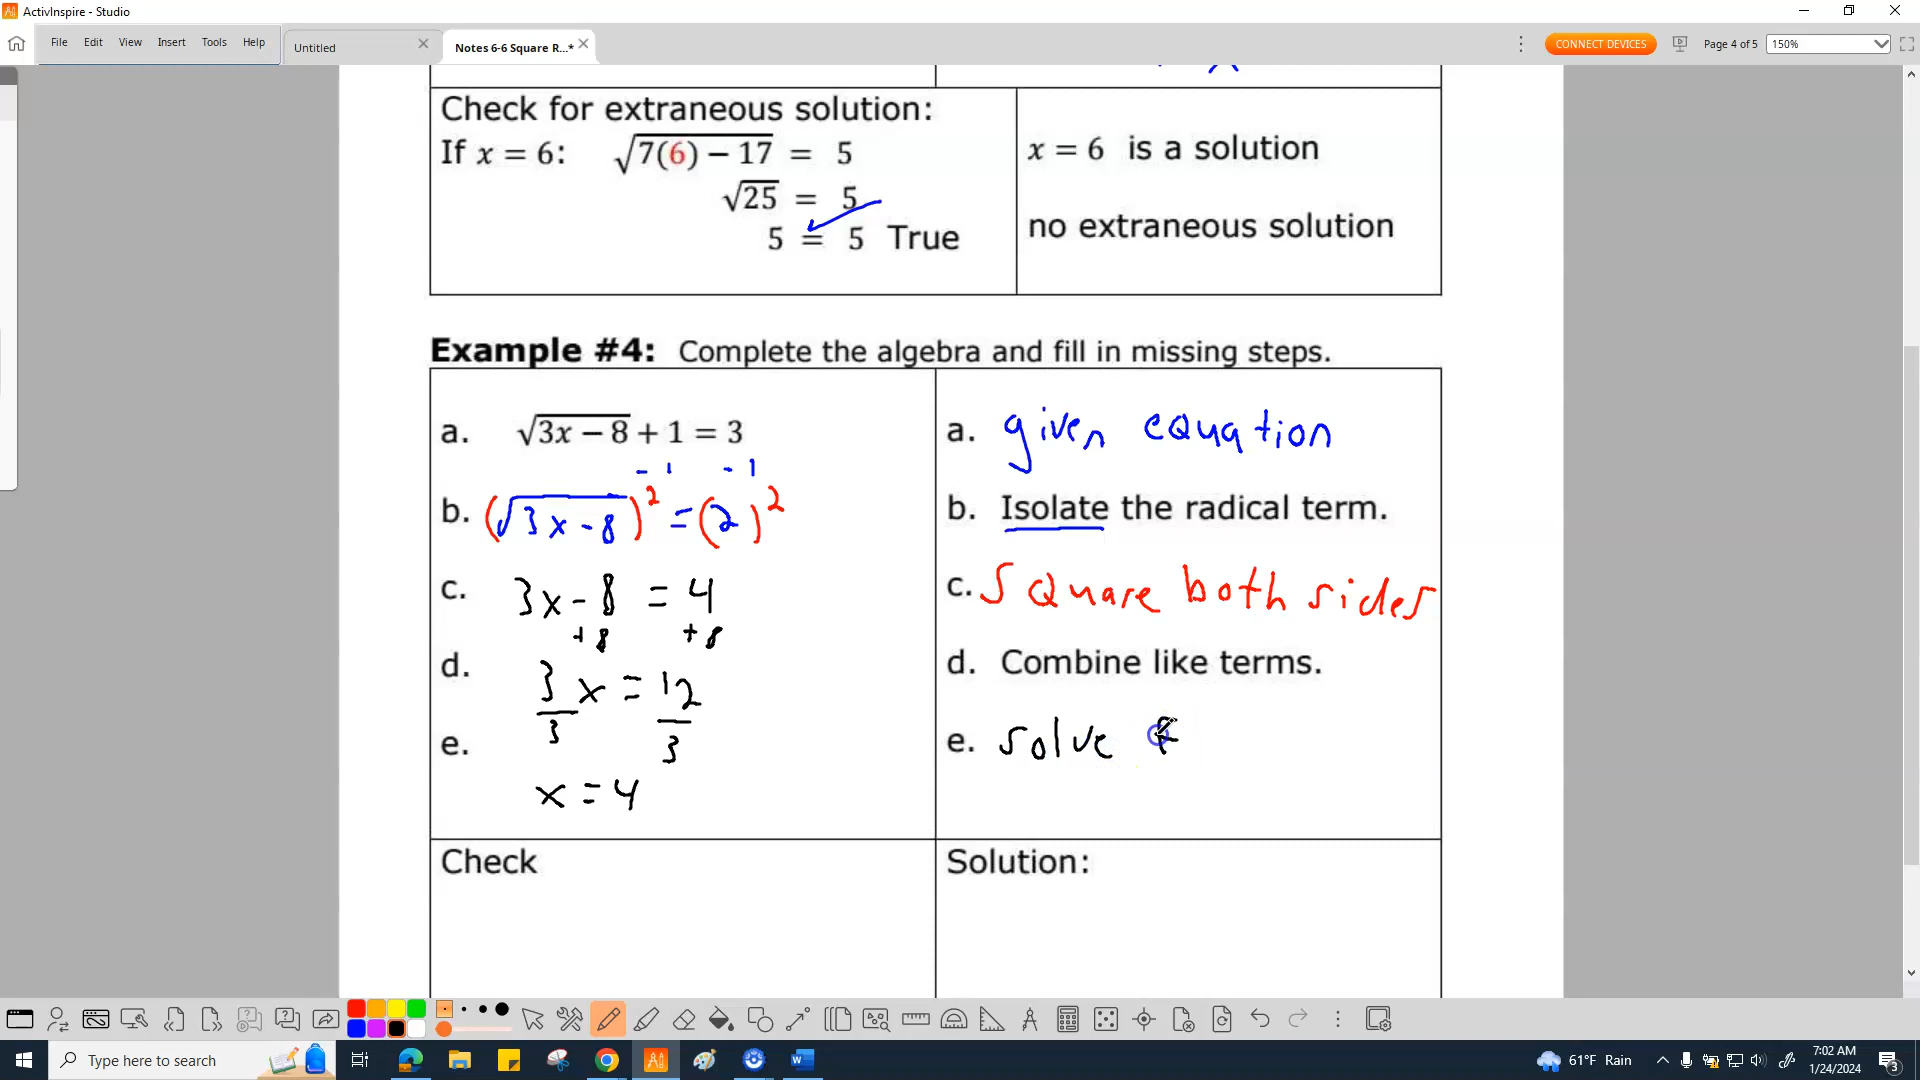 ActivInspire - Studio
File Edit View Insert Tools Help
Untitled
Notes 6-6 Square R...*
CONNECT DEVICES
Page 4 of 5
150%
Check for extraneous solution:
If x = 6: √7(6) − 17 = 5
√25 = 5
5 = 5 True
x = 6 is a solution
no extraneous solution
Example #4: Complete the algebra and fill in missing steps.
a. √3x − 8 + 1 = 3
- 1 - 1
b. (√3x - 8)² = (2)²
c. 3x - 8 = 4
+ 8 + 8
d. 3x = 12
3 3
e.
x = 4
a. given equation
b. Isolate the radical term.
c. Square both sides
d. Combine like terms.
e. solve f
Check
Solution:
Type here to search
61°F Rain
7:02 AM
1/24/2024
3